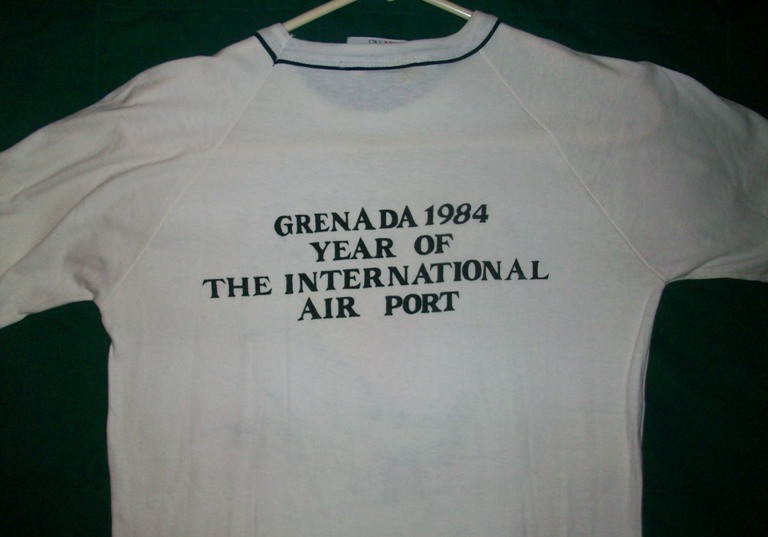 GRENADA 1984
YEAR OF
THE INTERNATIONAL
AIR PORT